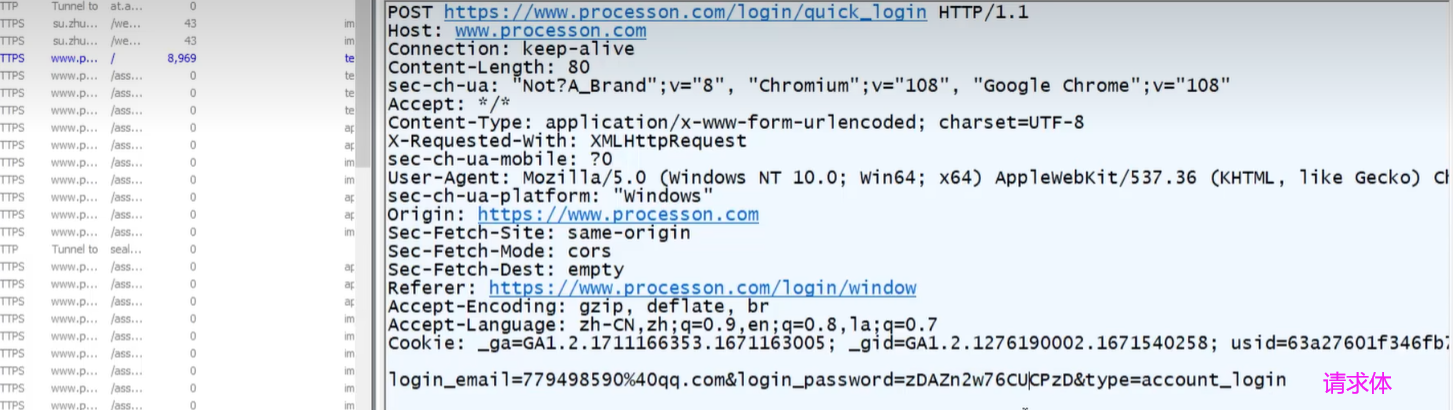 TTP Tunnel to at.a... 0
TTPS su.zhu... /we... 43 im
TTPS su.zhu... /we... 43 im
TTPS www.p... / 8,969 te
TTPS www.p... /ass... 0 te
TTPS www.p... /ass... 0 te
TTPS www.p... /ass... 0 te
TTPS www.p... /ass... 0 ap
TTPS www.p... /ass... 0 ap
TTPS www.p... /ass... 0 im
TTPS www.p... /ass... 0 ap
TTPS www.p... /ass... 0 ap
TTPS www.p... /ass... 0 ap
TTPS www.p... /ass... 0 im
TTP Tunnel to seal... 0
TTPS www.p... /ass... 0 ap
TTPS www.p... /ass... 0 ap
TTPS www.p... /ass... 0 ap
TTPS www.p... /ass... 0 im
TTPS www.p... /ass... 0 im
TTPS www.p... /ass... 0 im
TTPS www.p... /ass... 0 im
TTPS www.p... /ass... 0 im
TTPS www.p... /ass... 0 im
POST https://www.processon.com/login/quick_login HTTP/1.1
Host: www.processon.com
Connection: keep-alive
Content-Length: 80
sec-ch-ua: "Not?A_Brand";v="8", "Chromium";v="108", "Google Chrome";v="108"
Accept: */*
Content-Type: application/x-www-form-urlencoded; charset=UTF-8
X-Requested-With: XMLHttpRequest
sec-ch-ua-mobile: ?0
User-Agent: Mozilla/5.0 (Windows NT 10.0; Win64; x64) AppleWebKit/537.36 (KHTML, like Gecko) Ch
sec-ch-ua-platform: "Windows"
Origin: https://www.processon.com
Sec-Fetch-Site: same-origin
Sec-Fetch-Mode: cors
Sec-Fetch-Dest: empty
Referer: https://www.processon.com/login/window
Accept-Encoding: gzip, deflate, br
Accept-Language: zh-CN,zh;q=0.9,en;q=0.8,la;q=0.7
Cookie: _ga=GA1.2.1711166353.1671163005; _gid=GA1.2.1276190002.1671540258; usid=63a27601f346fb7
login_email=779498590%40qq.com&login_password=zDAZn2w76CUCPzD&type=account_login 请求体